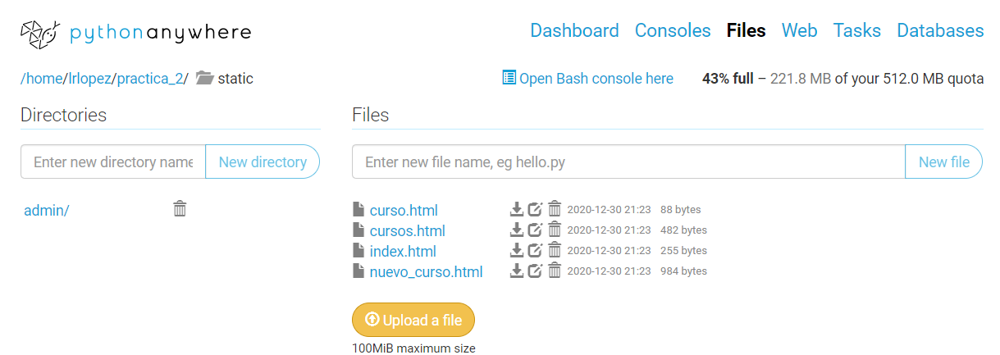 pythonanywhere
Dashboard Consoles Files Web Tasks Databases
/home/lrlopez/practica_2/ static
Open Bash console here 43% full – 221.8 MB of your 512.0 MB quota
Directories
Enter new directory name New directory
admin/
Files
Enter new file name, eg hello.py New file
curso.html 2020-12-30 21:23 88 bytes
cursos.html 2020-12-30 21:23 482 bytes
index.html 2020-12-30 21:23 255 bytes
nuevo_curso.html 2020-12-30 21:23 984 bytes
Upload a file
100MiB maximum size